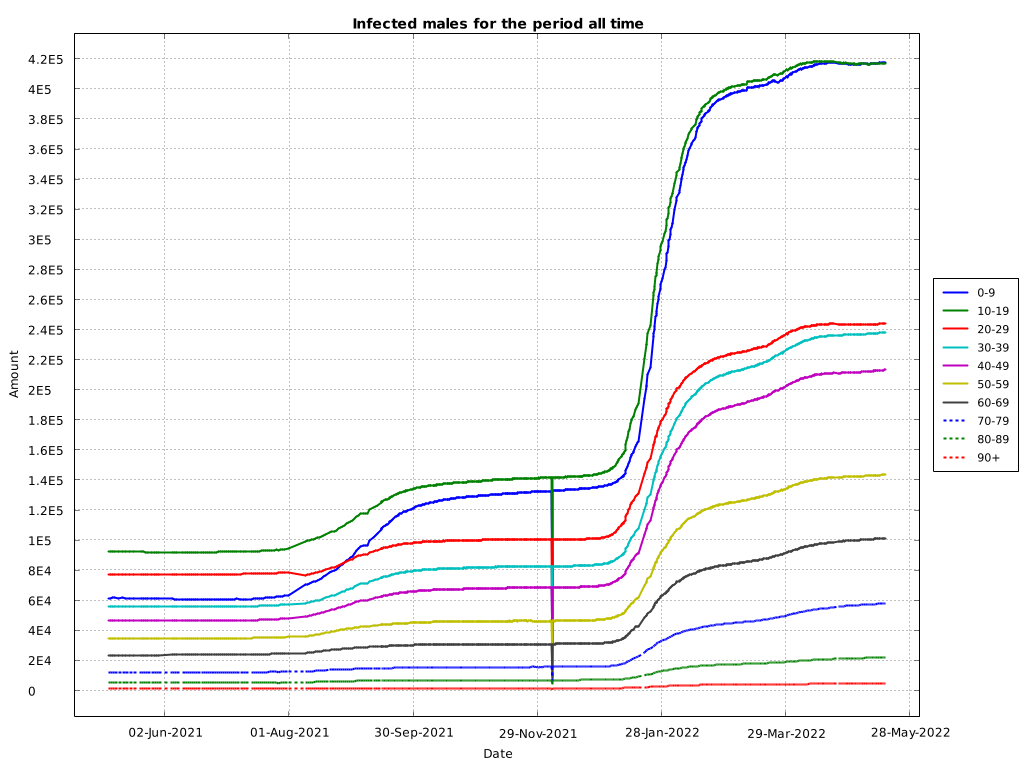 Infected males for the period all time
4.2E5
4E5
3.8E5
3.6E5
3.4E5
3.2E5
3E5
2.8E5
2.6E5
2.4E5
2.2E5
2E5
1.8E5
1.6E5
1.4E5
1.2E5
1E5
8E4
6E4
4E4
2E4
0
Amount
02-Jun-2021
01-Aug-2021
30-Sep-2021
29-Nov-2021
28-Jan-2022
29-Mar-2022
28-May-2022
Date
0-9
10-19
20-29
30-39
40-49
50-59
60-69
70-79
80-89
90+